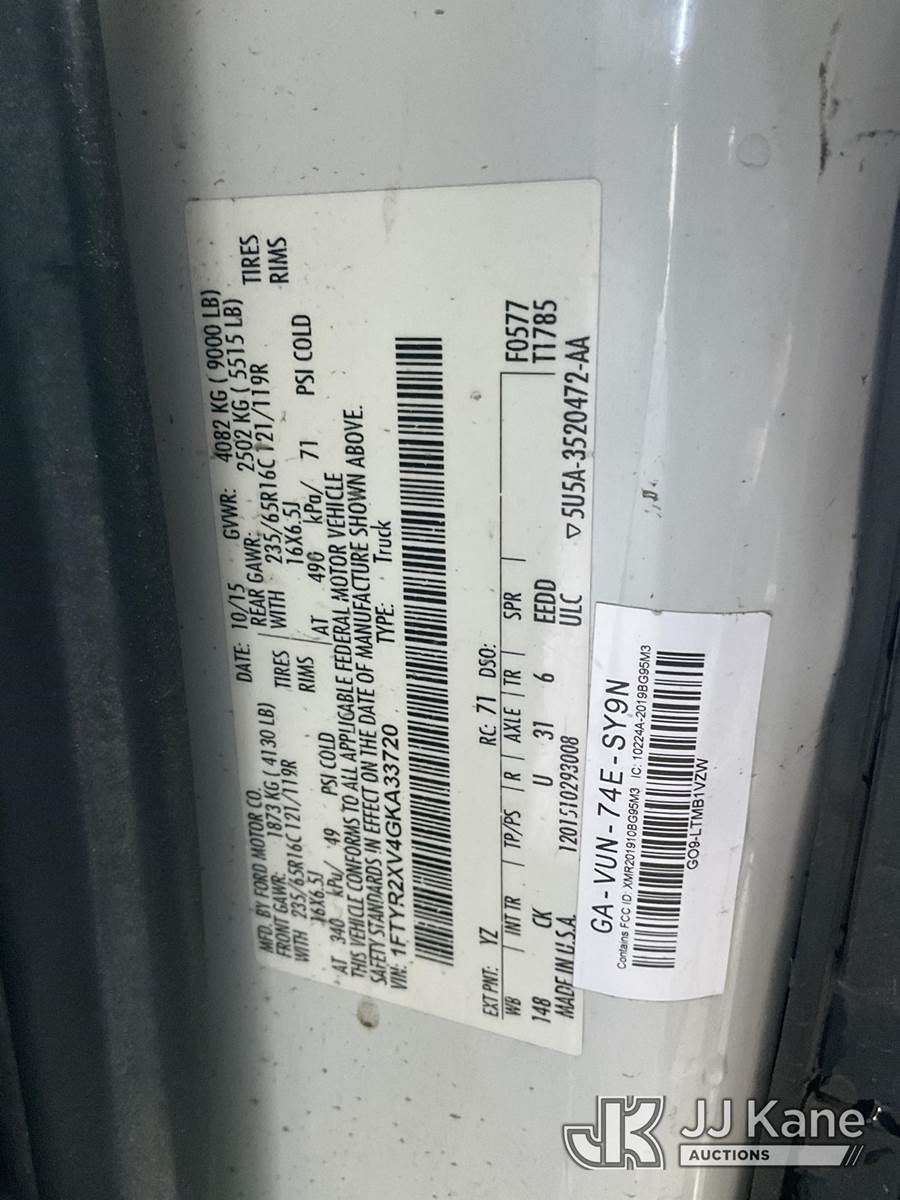 MFD. BY FORD MOTOR CO.
DATE: 10/15 GVWR: 4082 KG ( 9000 LB)
FRONT GAWR: 1873 KG ( 4130 LB) REAR GAWR: 2502 KG ( 5515 LB)
WITH 235/65R16C 121/119R TIRES WITH 235/65R16C 121/119R TIRES
16X6.5J RIMS 16X6.5J RIMS
AT 340 kPa/ 49 PSI COLD AT 490 kPa/ 71 PSI COLD
THIS VEHICLE CONFORMS TO ALL APPLICABLE FEDERAL MOTOR VEHICLE
SAFETY STANDARDS IN EFFECT ON THE DATE OF MANUFACTURE SHOWN ABOVE.
VIN: 1FTYR2XV4GKA33720 TYPE: Truck
EXT PNT: YZ RC: 71 DSO:
WB INT TR TP/PS R AXLE TR SPR F0577
148 CK U 31 6 EEDD T1785
MADE IN U.S.A. 1201510293008 ULC ▽ 5U5A-3520472-AA
GA - VUN - 74E - SY9N
Contains FCC ID: XMR201910BG95M3 IC: 10224A-2019BG95M3
GO9-LTMB1VZW
JK JJ Kane
AUCTIONS